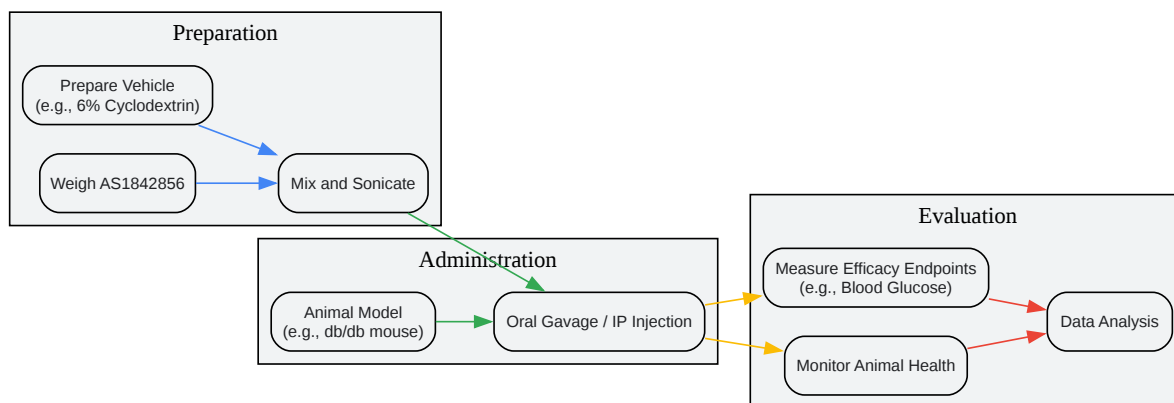 Preparation
Prepare Vehicle
(e.g., 6% Cyclodextrin)
Weigh AS1842856
Mix and Sonicate
Administration
Animal Model
(e.g., db/db mouse)
Oral Gavage / IP Injection
Evaluation
Measure Efficacy Endpoints
(e.g., Blood Glucose)
Monitor Animal Health
Data Analysis